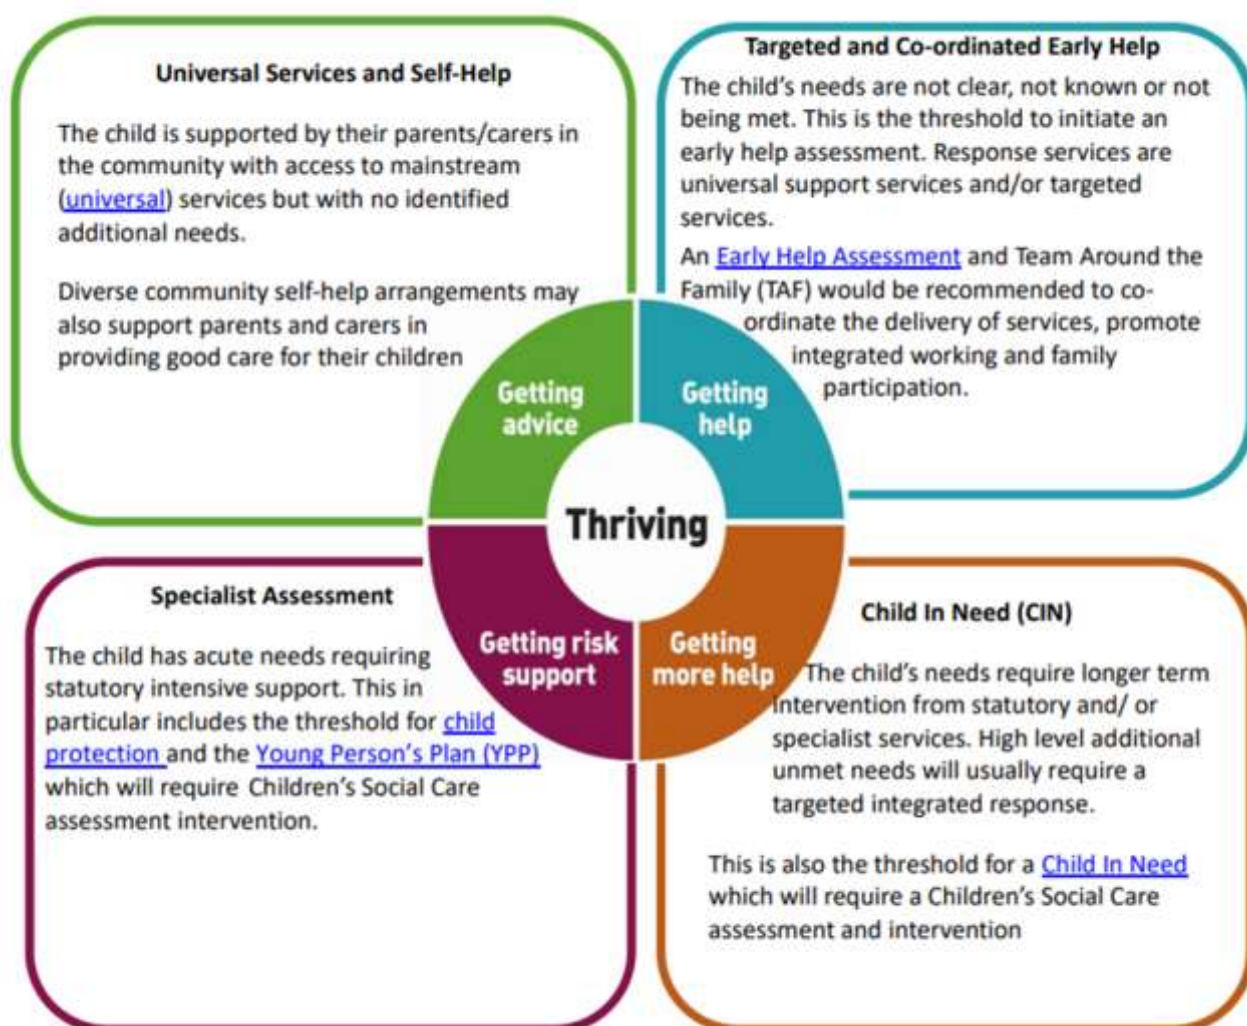 Universal Services and Self-Help
The child is supported by their parents/carers in
the community with access to mainstream
(universal) services but with no identified
additional needs.
Diverse community self-help arrangements may
also support parents and carers in
providing good care for their children
Targeted and Co-ordinated Early Help
The child's needs are not clear, not known or not
being met. This is the threshold to initiate an
early help assessment. Response services are
universal support services and/or targeted
services.
An Early Help Assessment and Team Around the
Family (TAF) would be recommended to co-
ordinate the delivery of services, promote
integrated working and family
participation.
Getting
advice
Getting
help
Thriving
Getting risk
support
Getting
more help
Specialist Assessment
The child has acute needs requiring
statutory intensive support. This in
particular includes the threshold for child
protection and the Young Person's Plan (YPP)
which will require Children's Social Care
assessment intervention.
Child In Need (CIN)
The child's needs require longer term
intervention from statutory and/ or
specialist services. High level additional
unmet needs will usually require a
targeted integrated response.
This is also the threshold for a Child In Need
which will require a Children's Social Care
assessment and intervention